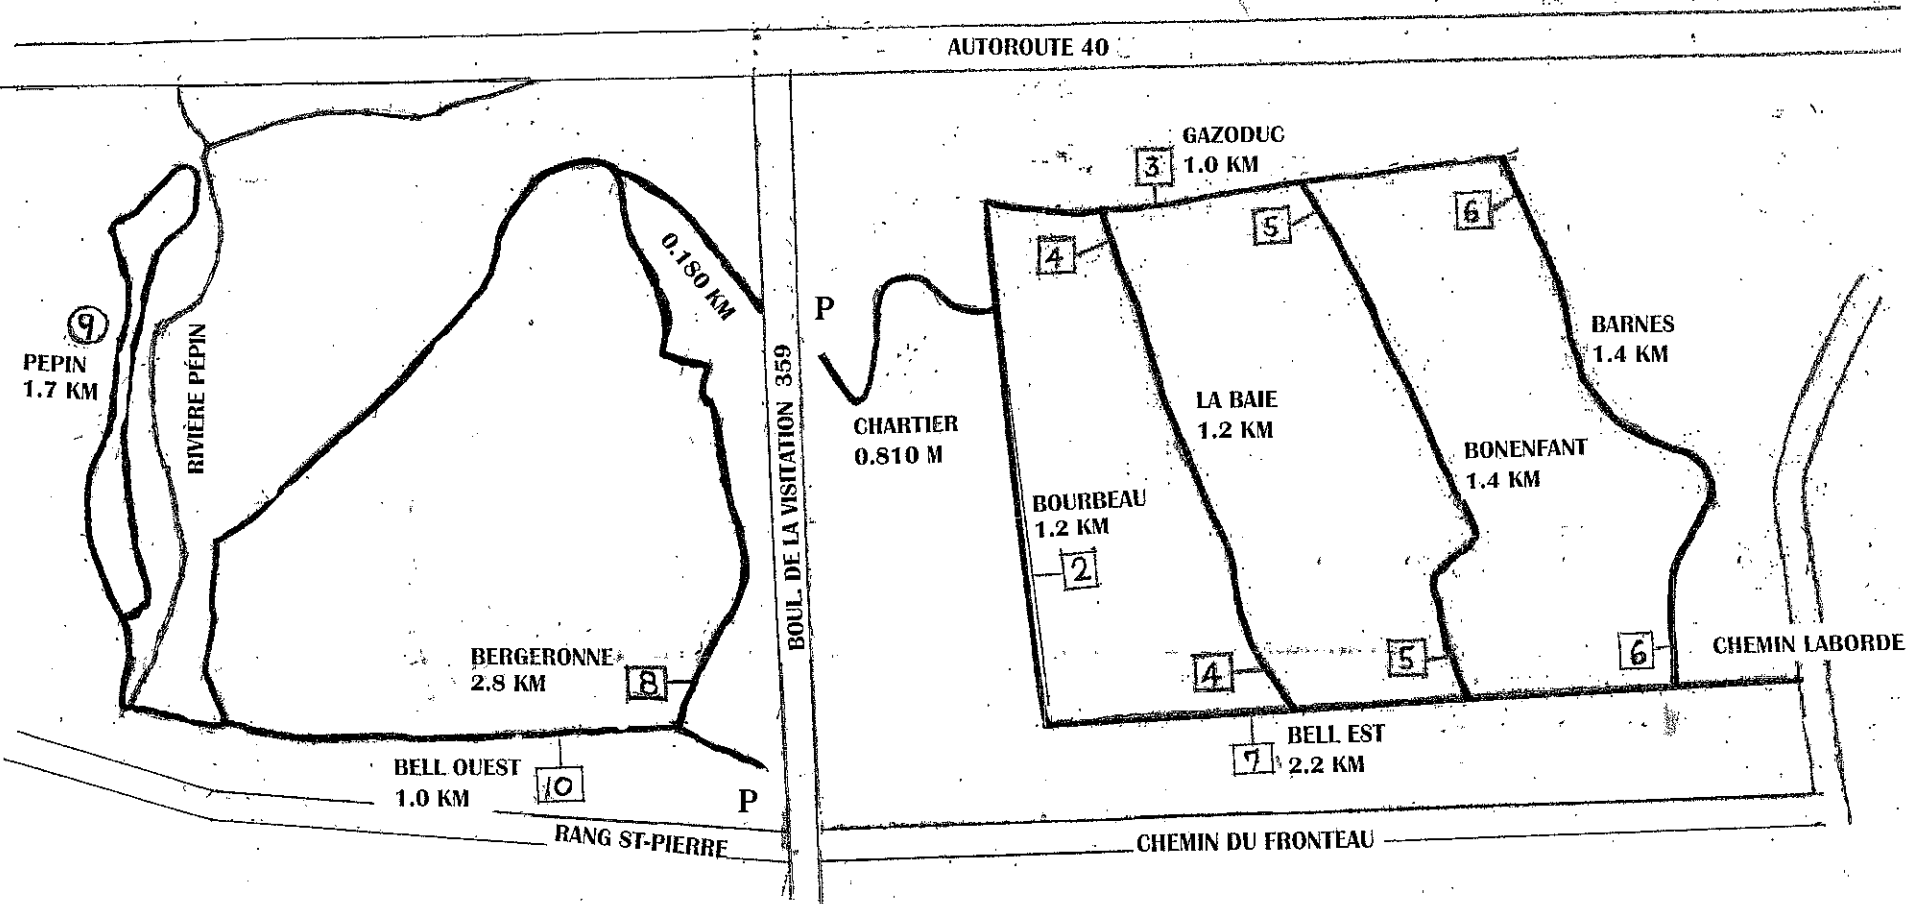 AUTOROUTE 40
GAZODUC
3
1.0 KM
6
5
4
0.180 KM
P
9
PEPIN
1.7 KM
RIVIÈRE PÉPIN
BOUL. DE LA VISITATION 359
CHARTIER
0.810 M
BARNES
1.4 KM
LA BAIE
1.2 KM
BONENFANT
1.4 KM
BOURBEAU
1.2 KM
2
BERGERONNE
2.8 KM
8
4
5
6
CHEMIN LABORDE
BELL OUEST
1.0 KM
10
P
BELL EST
7
2.2 KM
RANG ST-PIERRE
CHEMIN DU FRONTEAU